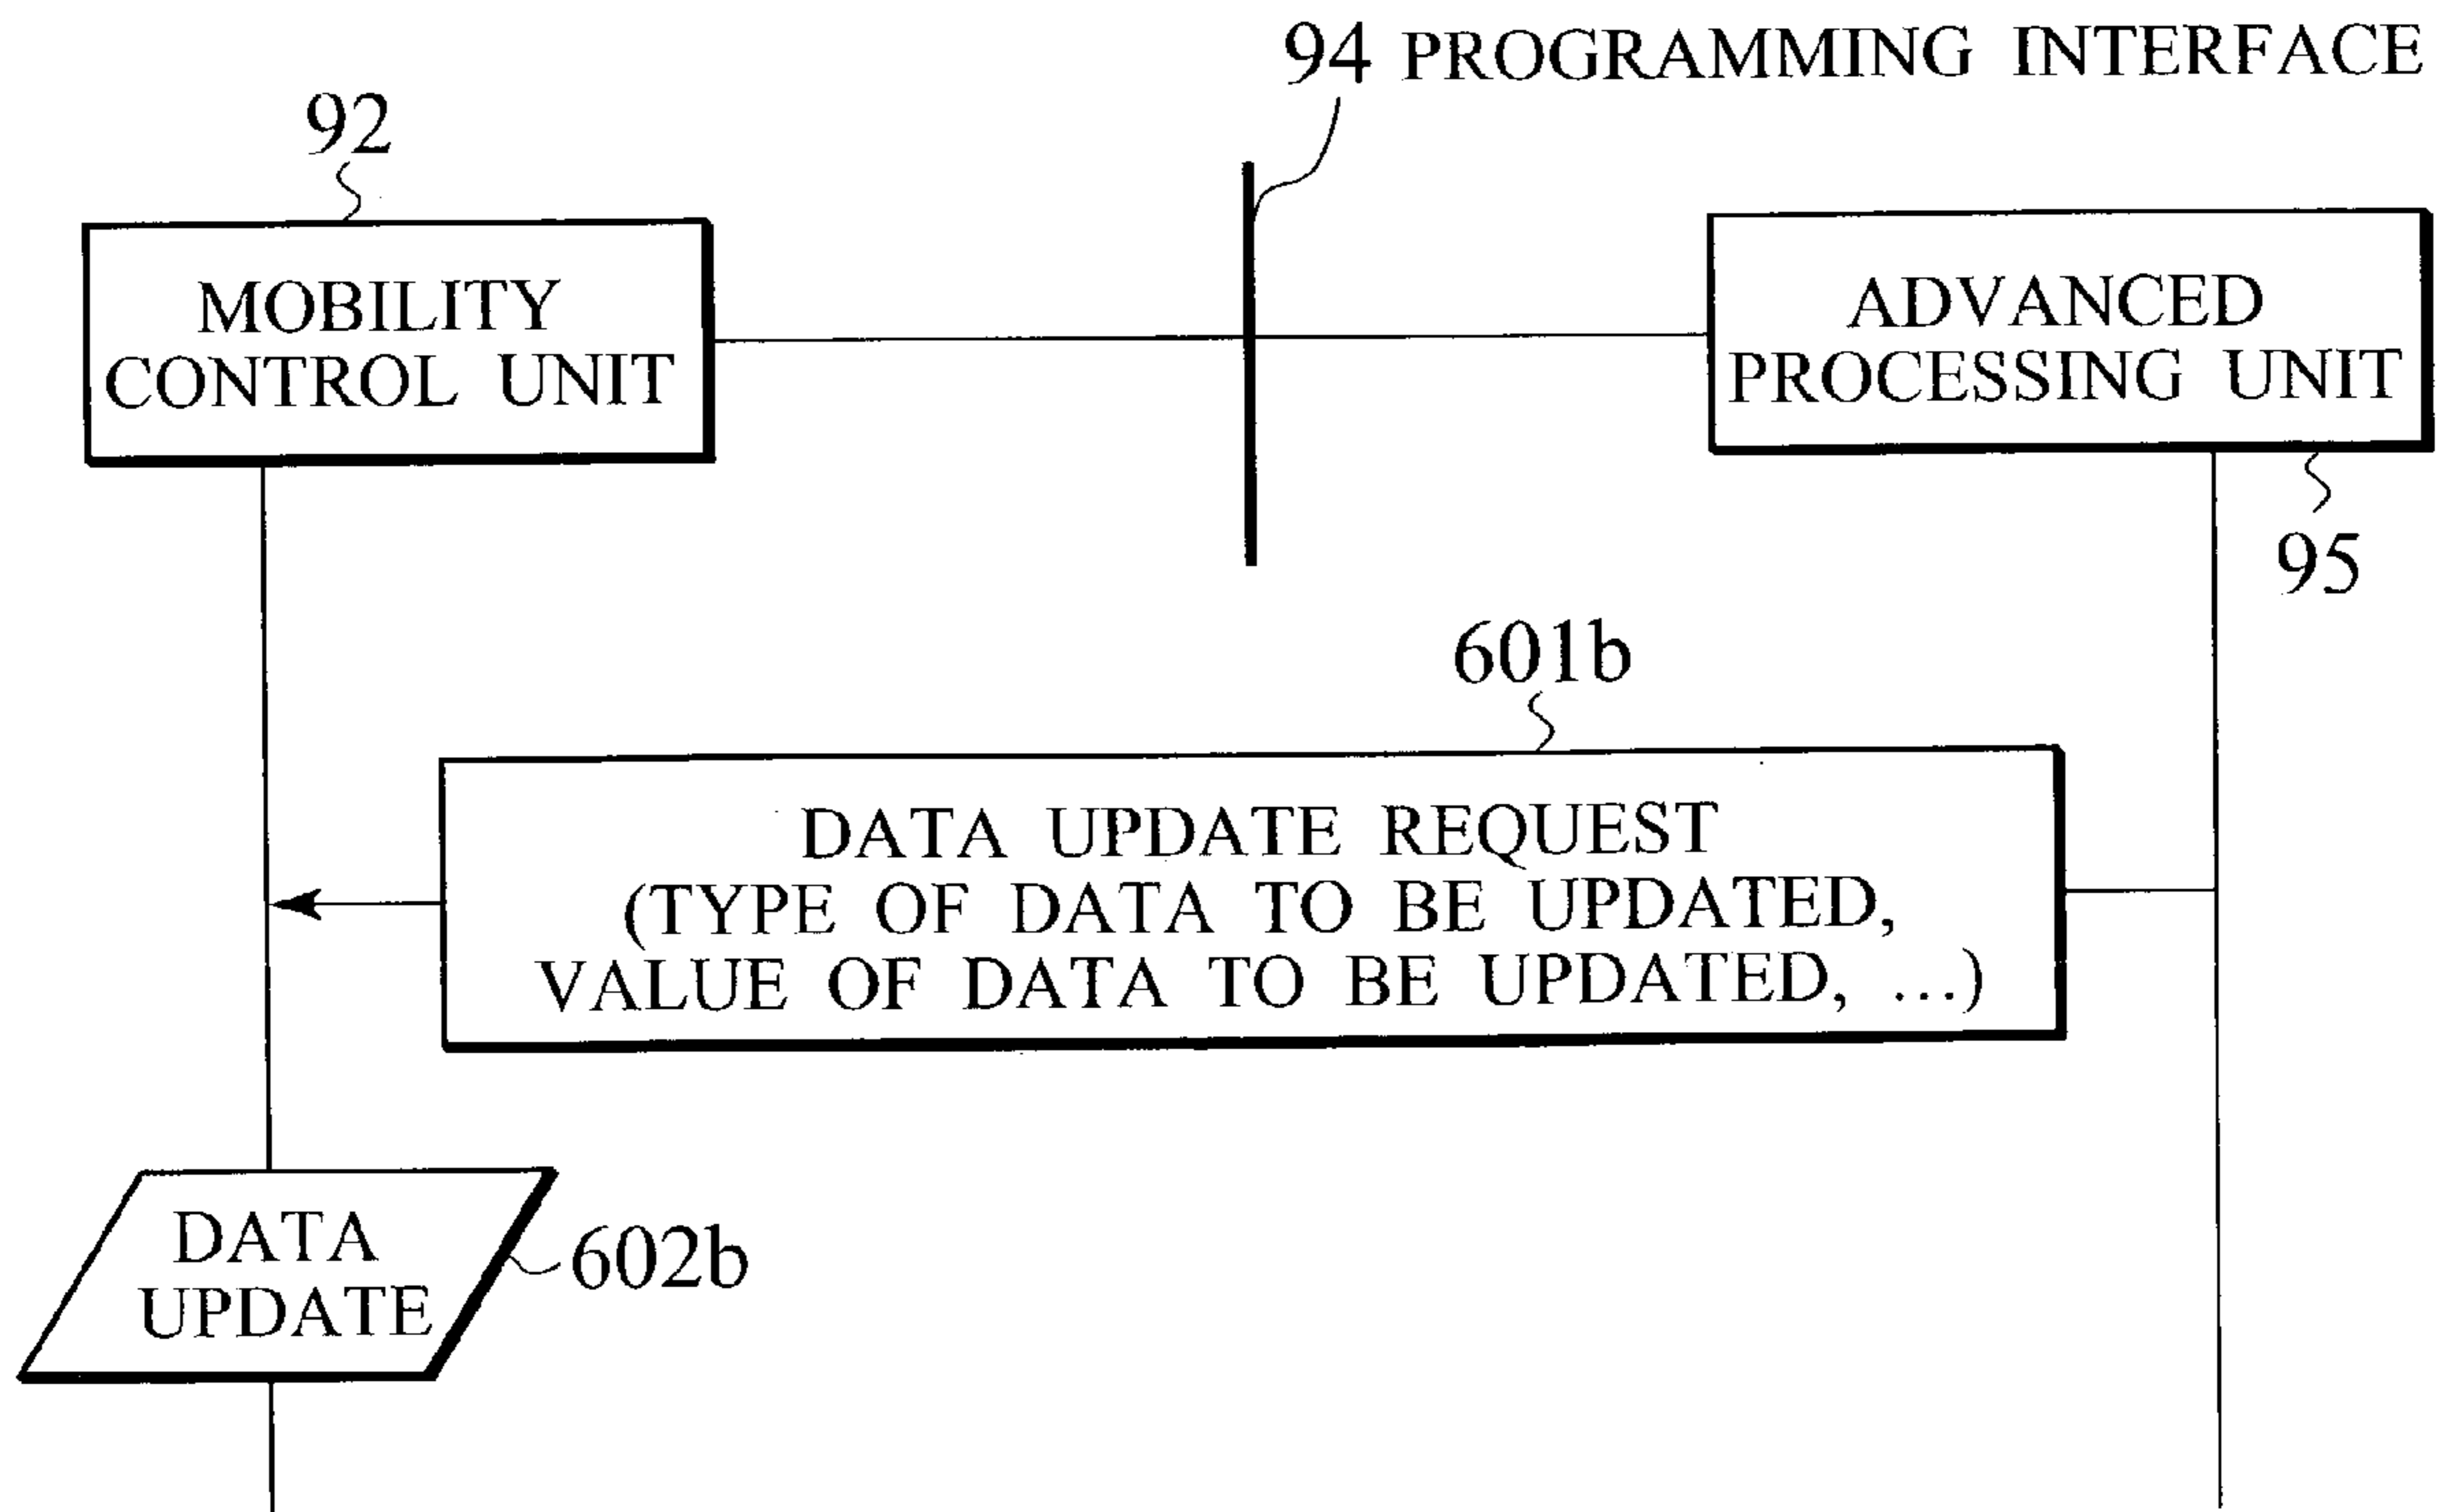 94 PROGRAMMING INTERFACE
92
MOBILITY
CONTROL UNIT
ADVANCED
PROCESSING UNIT
95
601b
DATA UPDATE REQUEST
(TYPE OF DATA TO BE UPDATED,
VALUE OF DATA TO BE UPDATED, ...)
DATA
UPDATE
602b